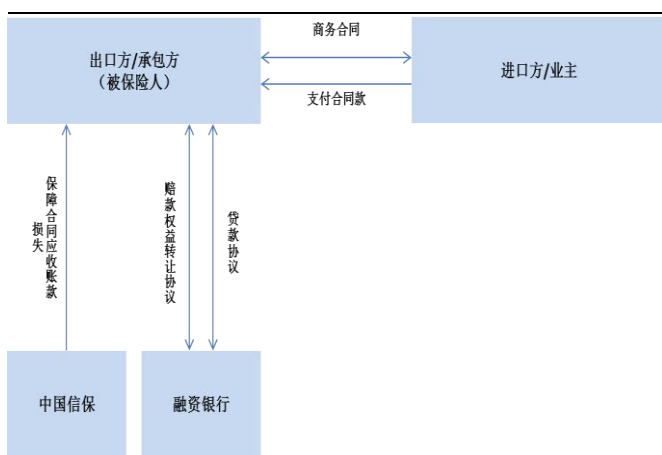 商务合同
出口方/承包方
（被保险人）
进口方/业主
支付合同款
保障合同应收账款
损失
赔款权益转让协议
贷款协议
中国信保
融资银行